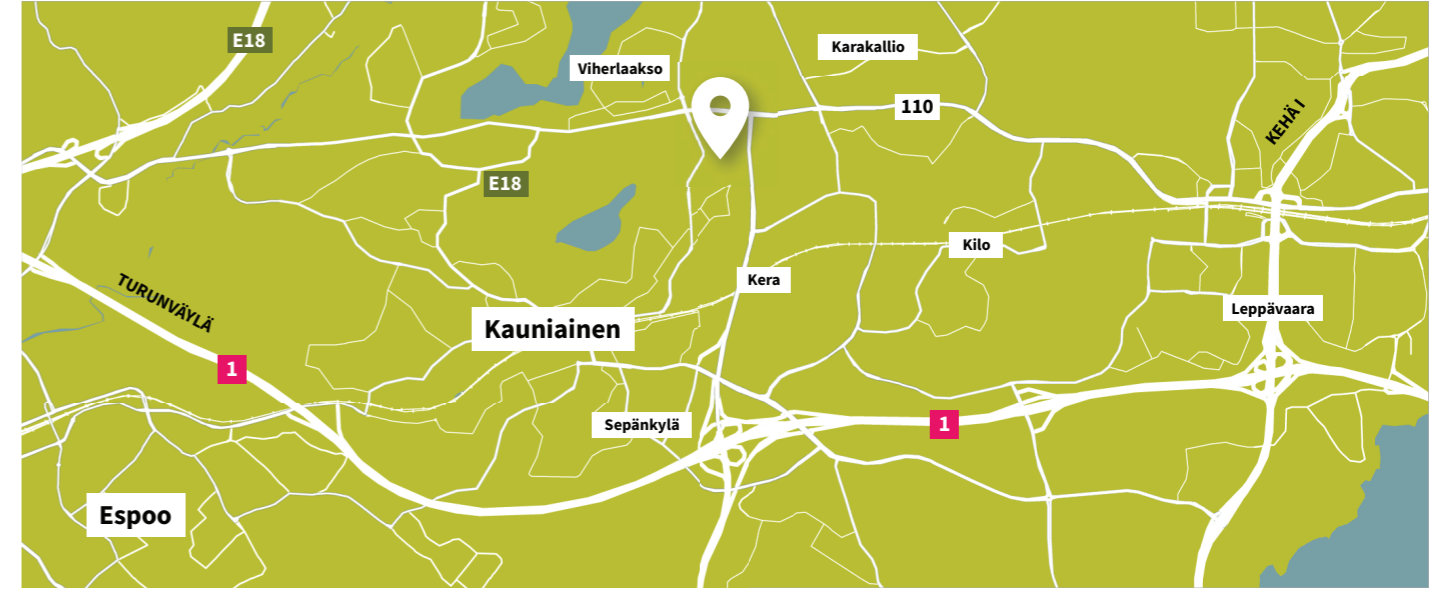 E18
Karakallio
Viherlaakso
110
KEHÄ I
E18
Kilo
Kera
TURUNVÄYLÄ
Leppävaara
Kauniainen
1
Sepänkylä
1
Espoo